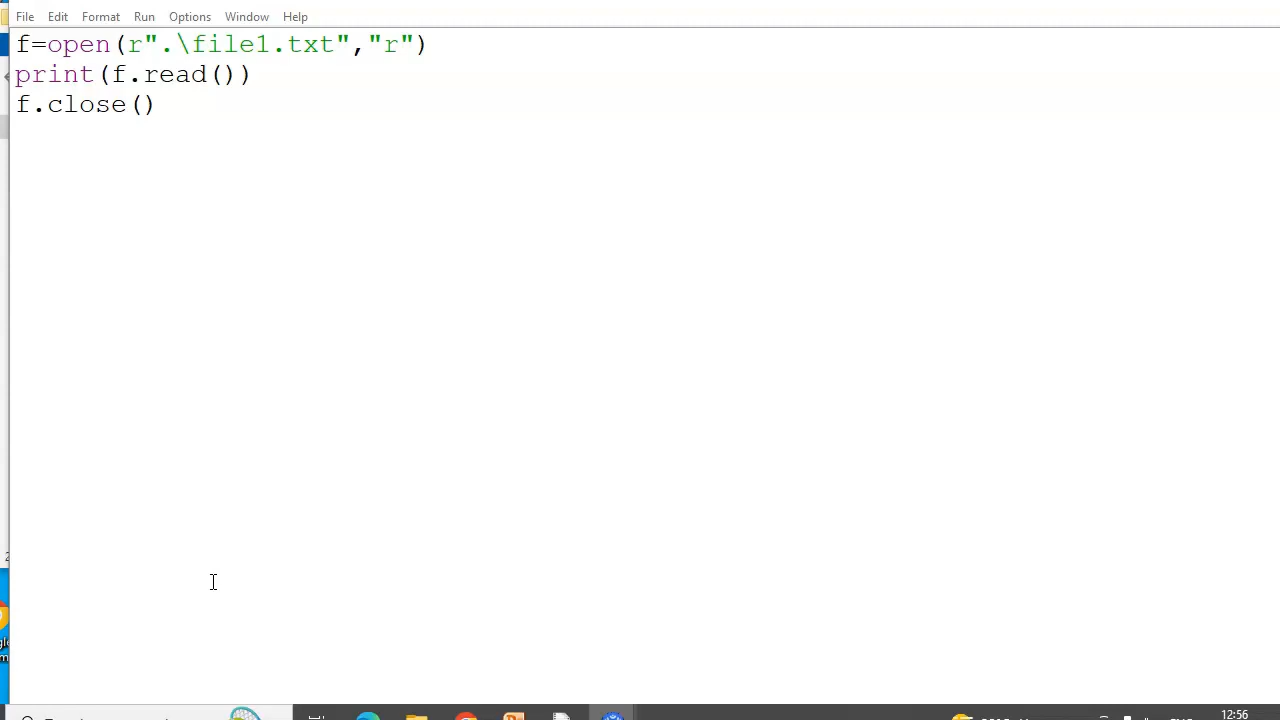 File Edit Format Run Options Window Help
f=open(r".\file1.txt","r")
print(f.read())
f.close()
12:56